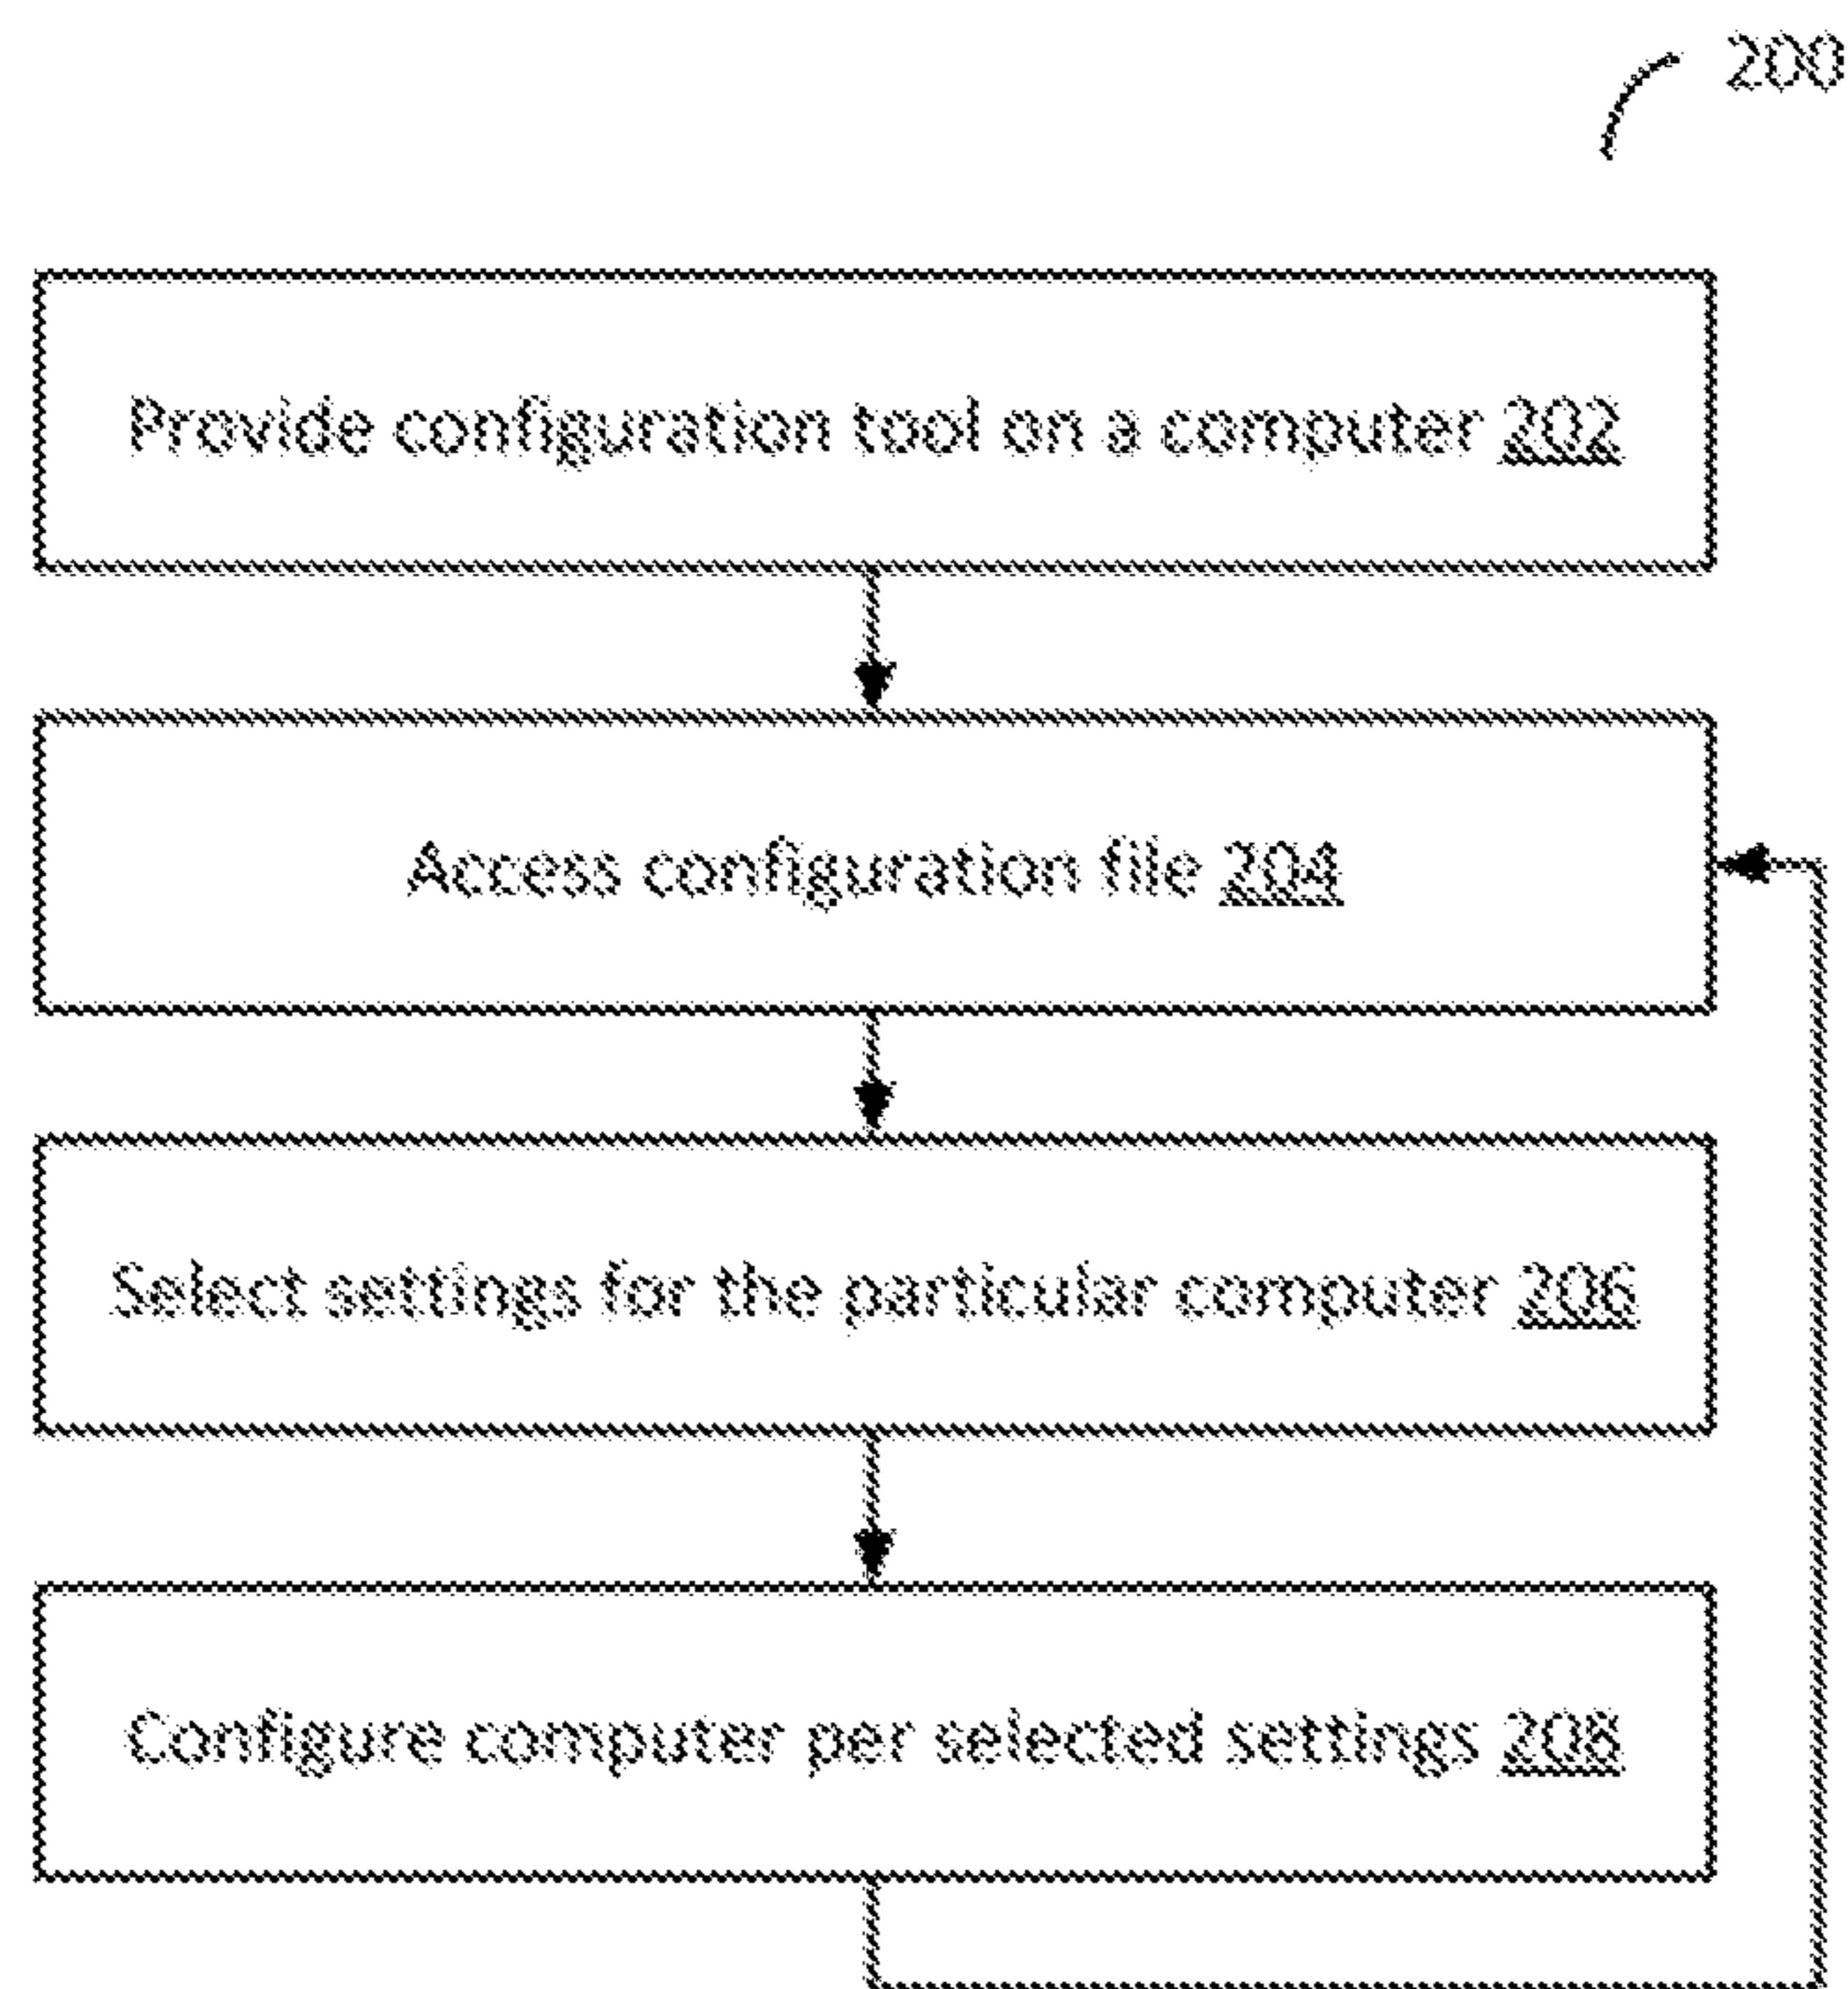 200
Provide configuration tool on a computer 202
Access configuration file 204
Select settings for the particular computer 206
Configure computer per selected settings 208